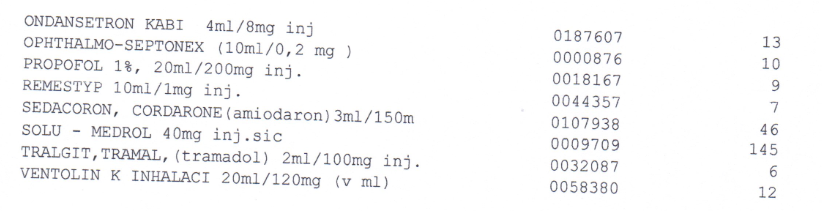 ONDANSETRON KABI 4ml/8mg inj 0187607 13
OPHTHALMO-SEPTONEX (10ml/0,2 mg ) 0000876 10
PROPOFOL 1%, 20ml/200mg inj. 0018167 9
REMESTYP 10ml/1mg inj. 0044357 7
SEDACORON, CORDARONE(amiodaron)3ml/150m 0107938 46
SOLU - MEDROL 40mg inj.sic 0009709 145
TRALGIT,TRAMAL,(tramadol) 2ml/100mg inj. 0032087 6
VENTOLIN K INHALACI 20ml/120mg (v ml) 0058380 12